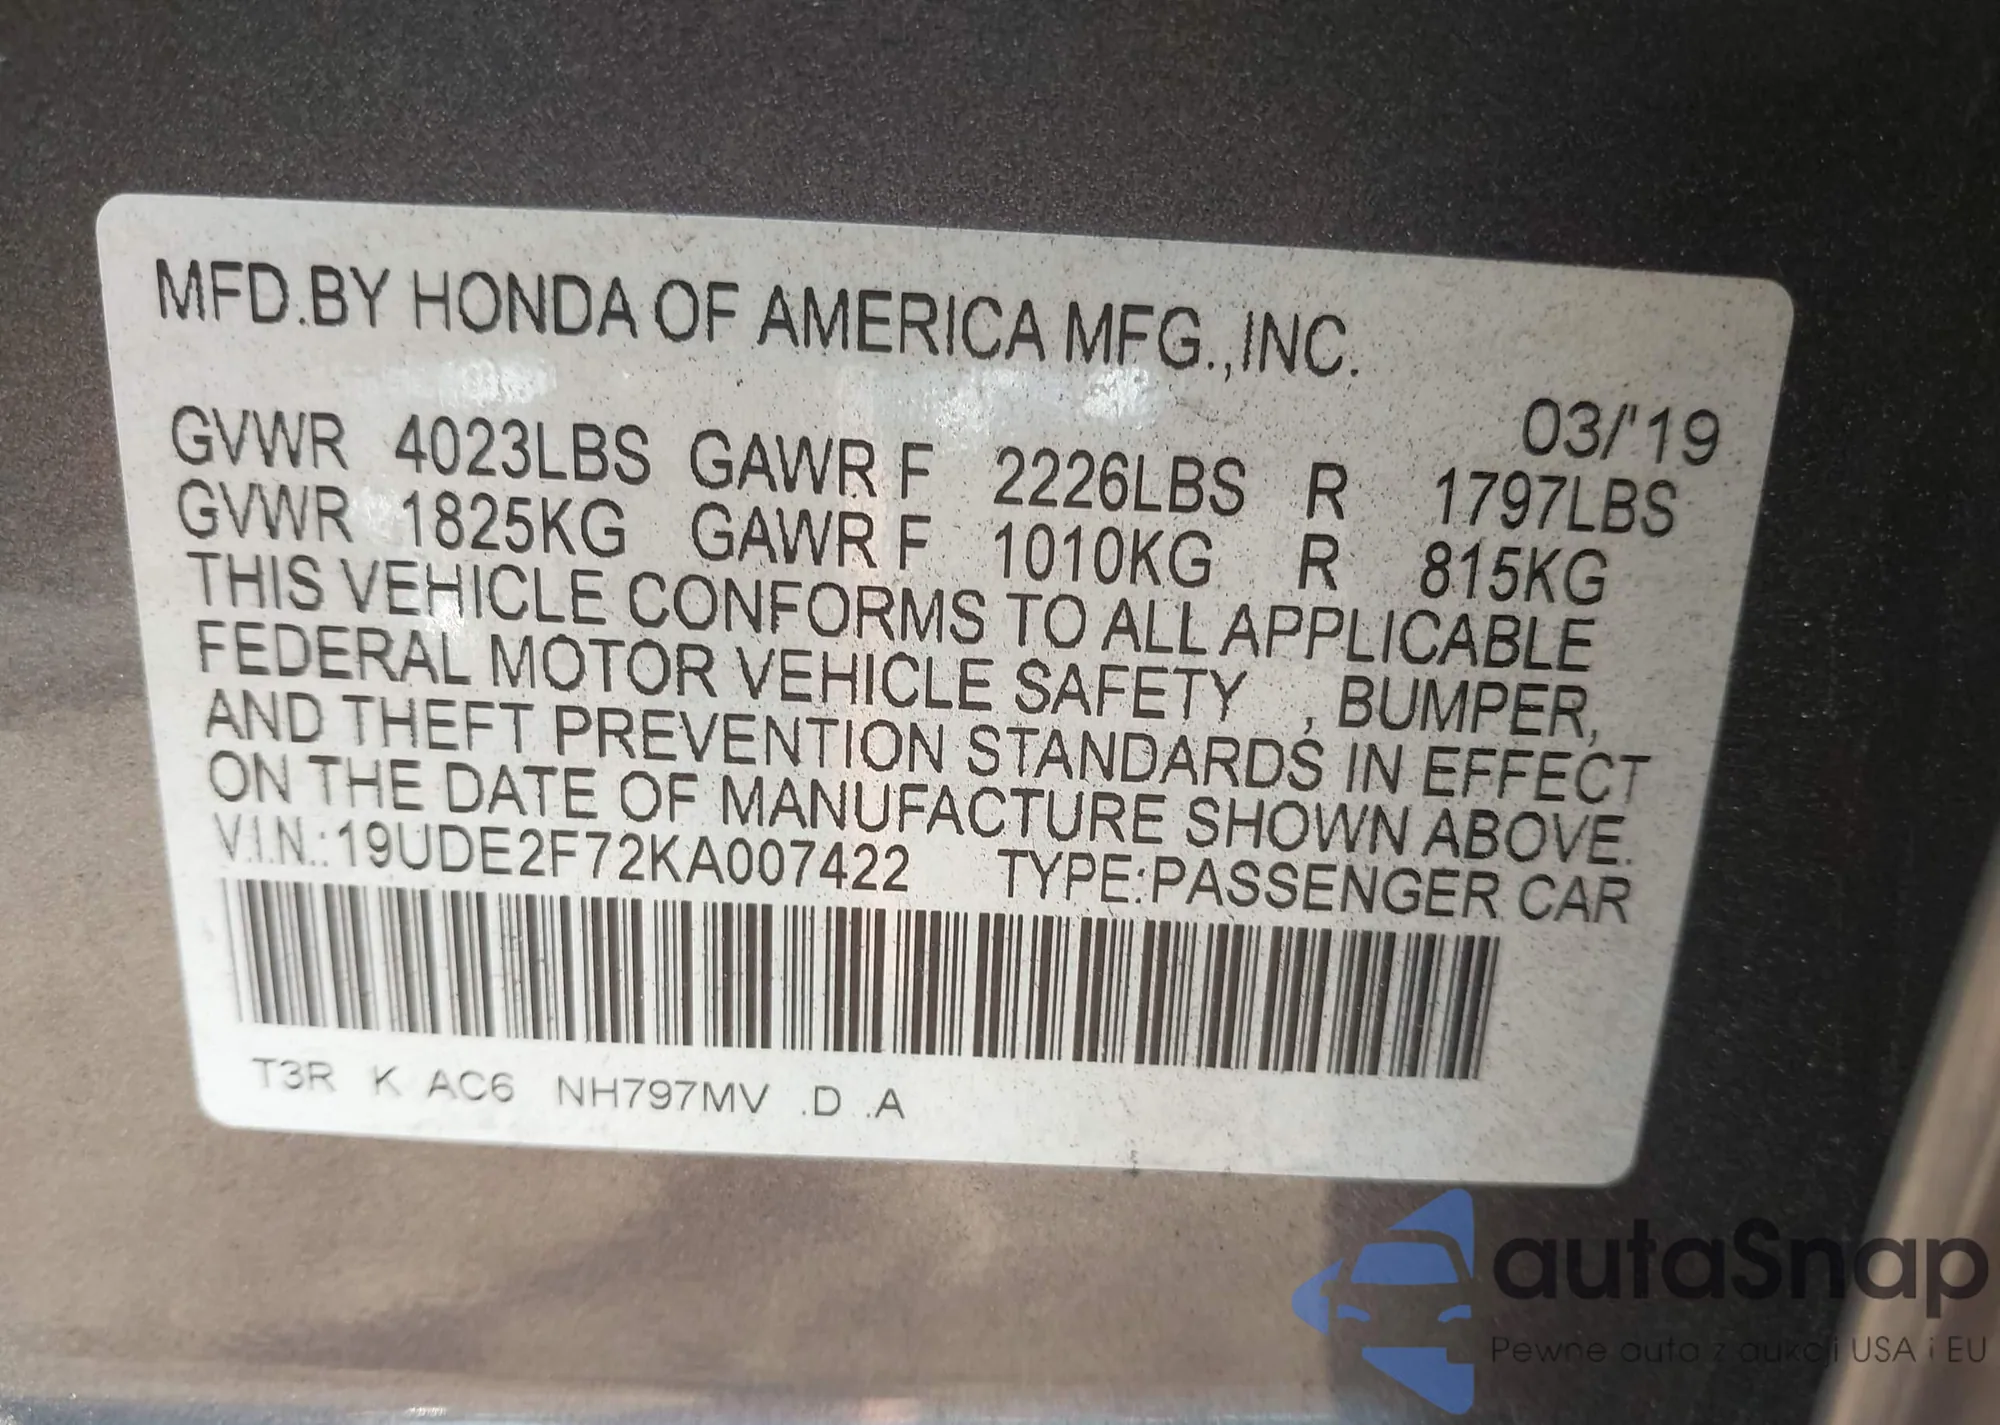 MFD.BY HONDA OF AMERICA MFG.,INC.
03/'19
GVWR 4023LBS GAWR F 2226LBS R 1797LBS
GVWR 1825KG GAWR F 1010KG R 815KG
THIS VEHICLE CONFORMS TO ALL APPLICABLE
FEDERAL MOTOR VEHICLE SAFETY , BUMPER,
AND THEFT PREVENTION STANDARDS IN EFFECT
ON THE DATE OF MANUFACTURE SHOWN ABOVE.
V.I.N.:19UDE2F72KA007422 TYPE:PASSENGER CAR
T3R K AC6 NH797MV .D .A
autaSnap
Pewne auta z aukcji USA i EU